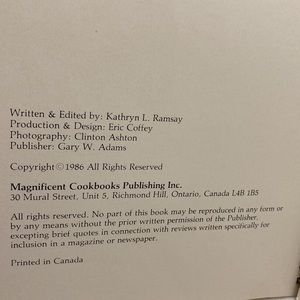 Written & Edited by: Kathryn L. Ramsay
Production & Design: Eric Coffey
Photography: Clinton Ashton
Publisher: Gary W. Adams
Copyright © 1986 All Rights Reserved
Magnificent Cookbooks Publishing Inc.
30 Mural Street, Unit 5, Richmond Hill, Ontario, Canada L4B 1B5
All rights reserved. No part of this book may be reproduced in any form or
by any means without the prior written permission of the Publisher,
excepting brief quotes in connection with reviews written specifically for
inclusion in a magazine or newspaper.
Printed in Canada